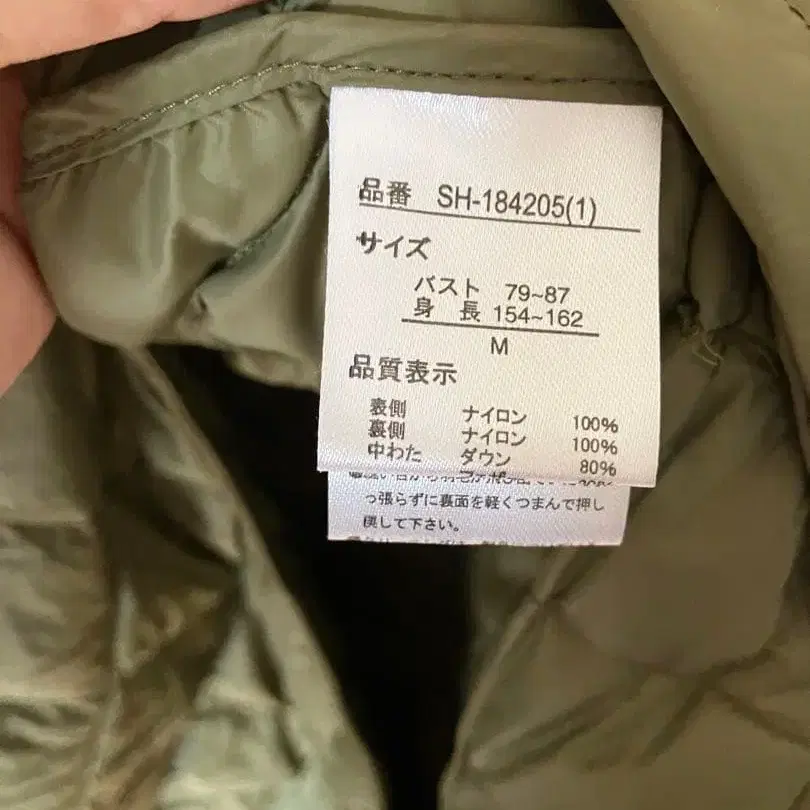 品番 SH-184205(1)
サイズ
バスト 79~87
身 長 154~162
M
品質表示
表側 ナイロン 100%
裏側 ナイロン 100%
中わた ダウン 80%
っ張らずに裏面を軽くつまんで押し
戻して下さい。